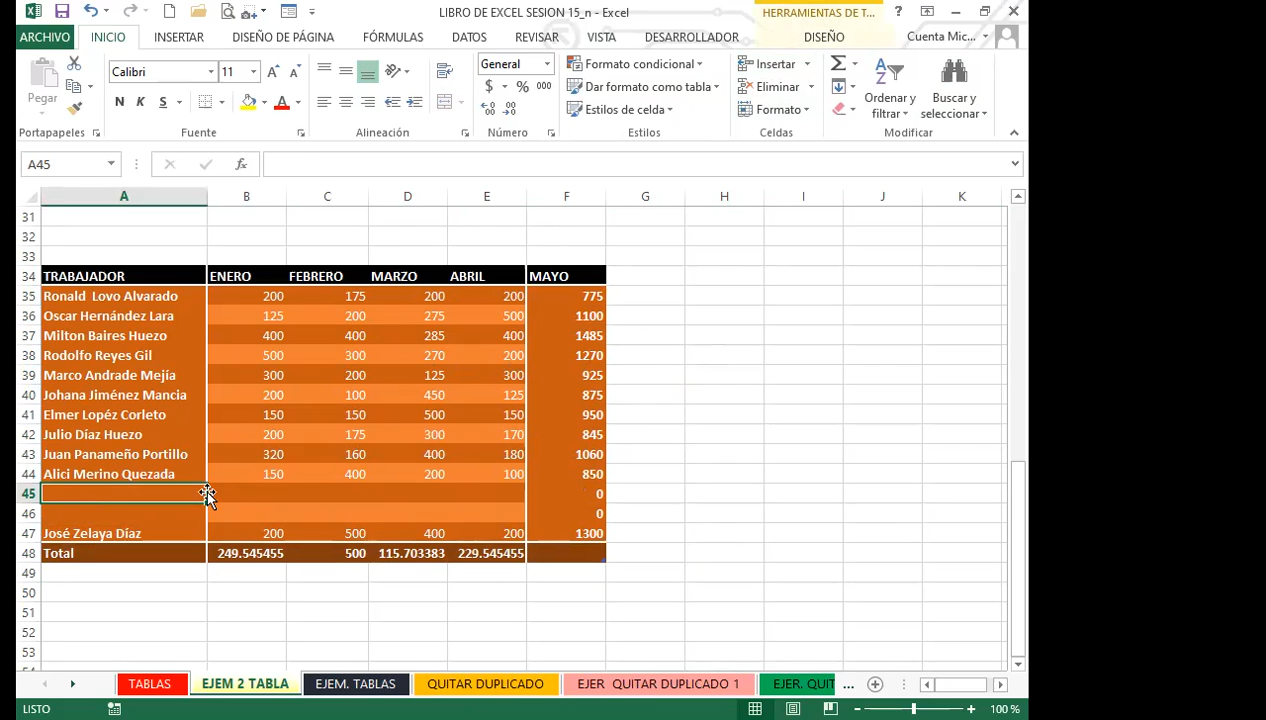 LIBRO DE EXCEL SESION 15_n - Excel
HERRAMIENTAS DE T...
?
ARCHIVO INICIO INSERTAR DISEÑO DE PÁGINA FÓRMULAS DATOS REVISAR VISTA DESARROLLADOR DISEÑO Cuenta Mic...
Pegar
Calibri 11
N K S
General
$ % 000
Formato condicional
Dar formato como tabla
Estilos de celda
Insertar
Eliminar
Formato
Ordenar y filtrar
Buscar y seleccionar
Portapapeles Fuente Alineación Número Estilos Celdas Modificar
A45 fx
A B C D E F G H I J K
31
32
33
34 TRABAJADOR ENERO FEBRERO MARZO ABRIL MAYO
35 Ronald Lovo Alvarado 200 175 200 200 775
36 Oscar Hernández Lara 125 200 275 500 1100
37 Milton Baires Huezo 400 400 285 400 1485
38 Rodolfo Reyes Gil 500 300 270 200 1270
39 Marco Andrade Mejía 300 200 125 300 925
40 Johana Jiménez Mancia 200 100 450 125 875
41 Elmer Lopéz Corleto 150 150 500 150 950
42 Julio Díaz Huezo 200 175 300 170 845
43 Juan Panameño Portillo 320 160 400 180 1060
44 Alici Merino Quezada 150 400 200 100 850
45 0
46 0
47 José Zelaya Díaz 200 500 400 200 1300
48 Total 249.545455 500 115.703383 229.545455
49
50
51
52
53
TABLAS EJEM 2 TABLA EJEM. TABLAS QUITAR DUPLICADO EJER QUITAR DUPLICADO 1 EJER. QUIT ...
LISTO 100 %